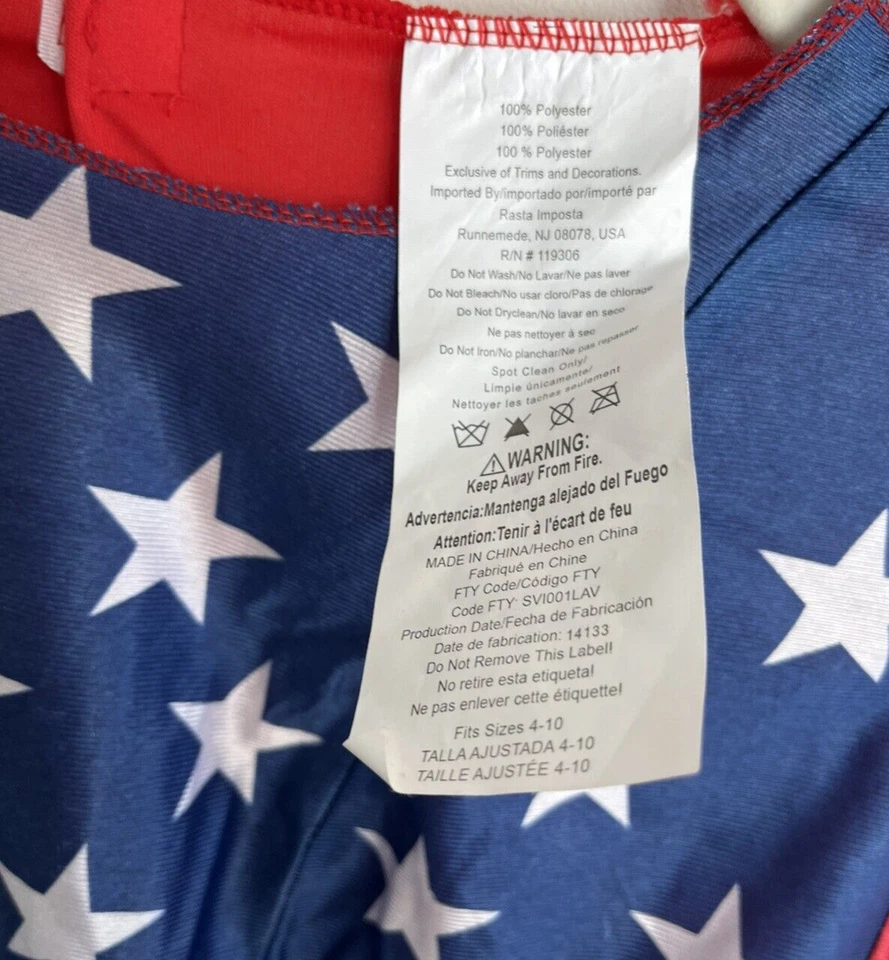 100% Polyester
100% Poliéster
100 % Polyester
Exclusive of Trims and Decorations.
Imported By/importado por/importé par
Rasta Imposta
Runnemede, NJ 08078, USA
R/N # 119306
Do Not Wash/No Lavar/Ne pas laver
Do Not Bleach/No usar cloro/Pas de chlorage
Do Not Dryclean/No lavar en seco
Ne pas nettoyer à sec
Do Not Iron/No planchar/Ne pas repasser
Spot Clean Only/
Limpie únicamente/
Nettoyer les taches seulement
WARNING:
Keep Away From Fire.
Advertencia:Mantenga alejado del Fuego
Attention:Tenir à l'écart de feu
MADE IN CHINA/Hecho en China
Fabriqué en Chine
FTY Code/Código FTY
Code FTY: SVI001LAV
Production Date/Fecha de Fabricación
Date de fabrication: 14133
Do Not Remove This Label!
No retire esta etiqueta!
Ne pas enlever cette étiquette!
Fits Sizes 4-10
TALLA AJUSTADA 4-10
TAILLE AJUSTÉE 4-10